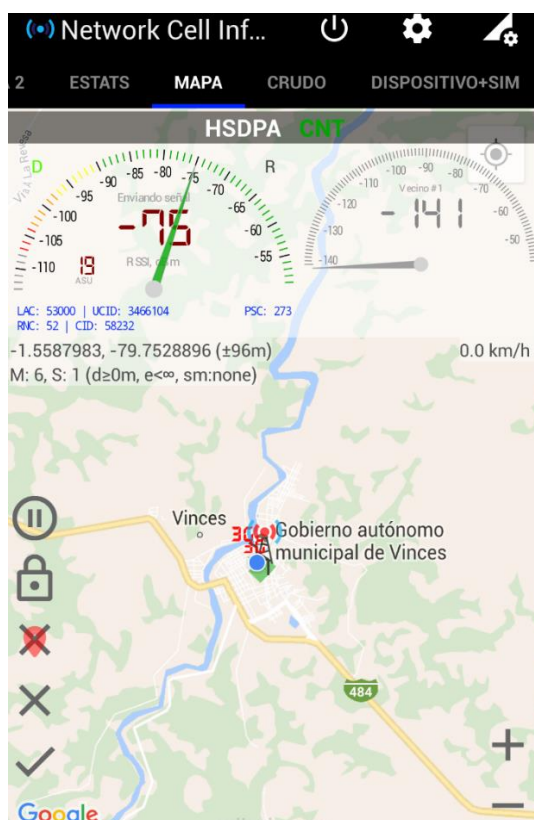 Network Cell Inf...
2 ESTATS MAPA CRUDO DISPOSITIVO+SIM
HSDPA CNT
D R
-110 -105 -100 -95 -90 -85 -80 -75 -70 -65 -60 -55
Enviando señal
-75
RSSI, dBm
19
ASU
-140 -130 -120 -110 -100 -90 -80 -70 -60 -50
Vecino #1
-141
LAC: 53000 | UCID: 3466104 PSC: 273
RNC: 52 | CID: 58232
-1.5587983, -79.7528896 (±96m) 0.0 km/h
M: 6, S: 1 (d≥0m, e<∞, sm:none)
Vinces
Gobierno autónomo
municipal de Vinces
484
Google